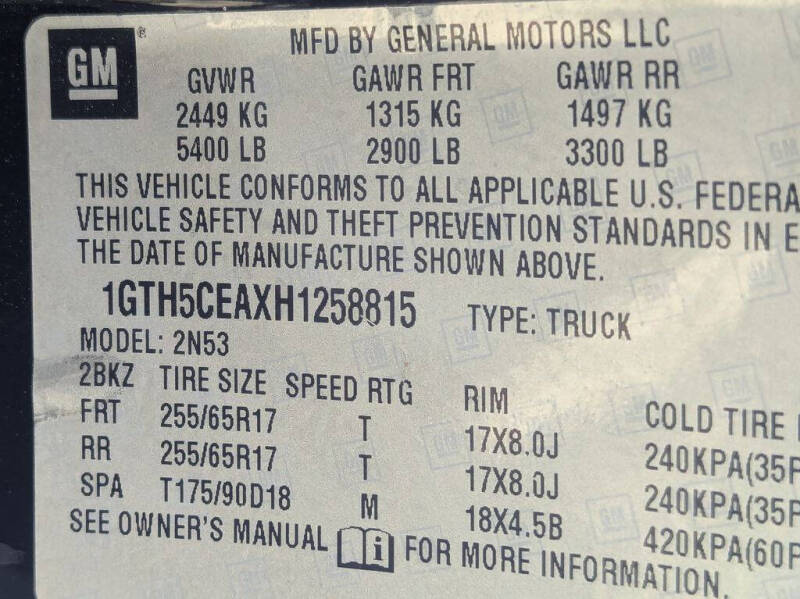 GM®
MFD BY GENERAL MOTORS LLC
GVWR GAWR FRT GAWR RR
2449 KG 1315 KG 1497 KG
5400 LB 2900 LB 3300 LB
THIS VEHICLE CONFORMS TO ALL APPLICABLE U.S. FEDERA
VEHICLE SAFETY AND THEFT PREVENTION STANDARDS IN E
THE DATE OF MANUFACTURE SHOWN ABOVE.
1GTH5CEAXH1258815 TYPE: TRUCK
MODEL: 2N53
2BKZ TIRE SIZE SPEED RTG RIM COLD TIRE
FRT 255/65R17 T 17X8.0J 240KPA(35P
RR 255/65R17 T 17X8.0J 240KPA(35P
SPA T175/90D18 M 18X4.5B 420KPA(60P
SEE OWNER'S MANUAL i FOR MORE INFORMATION.